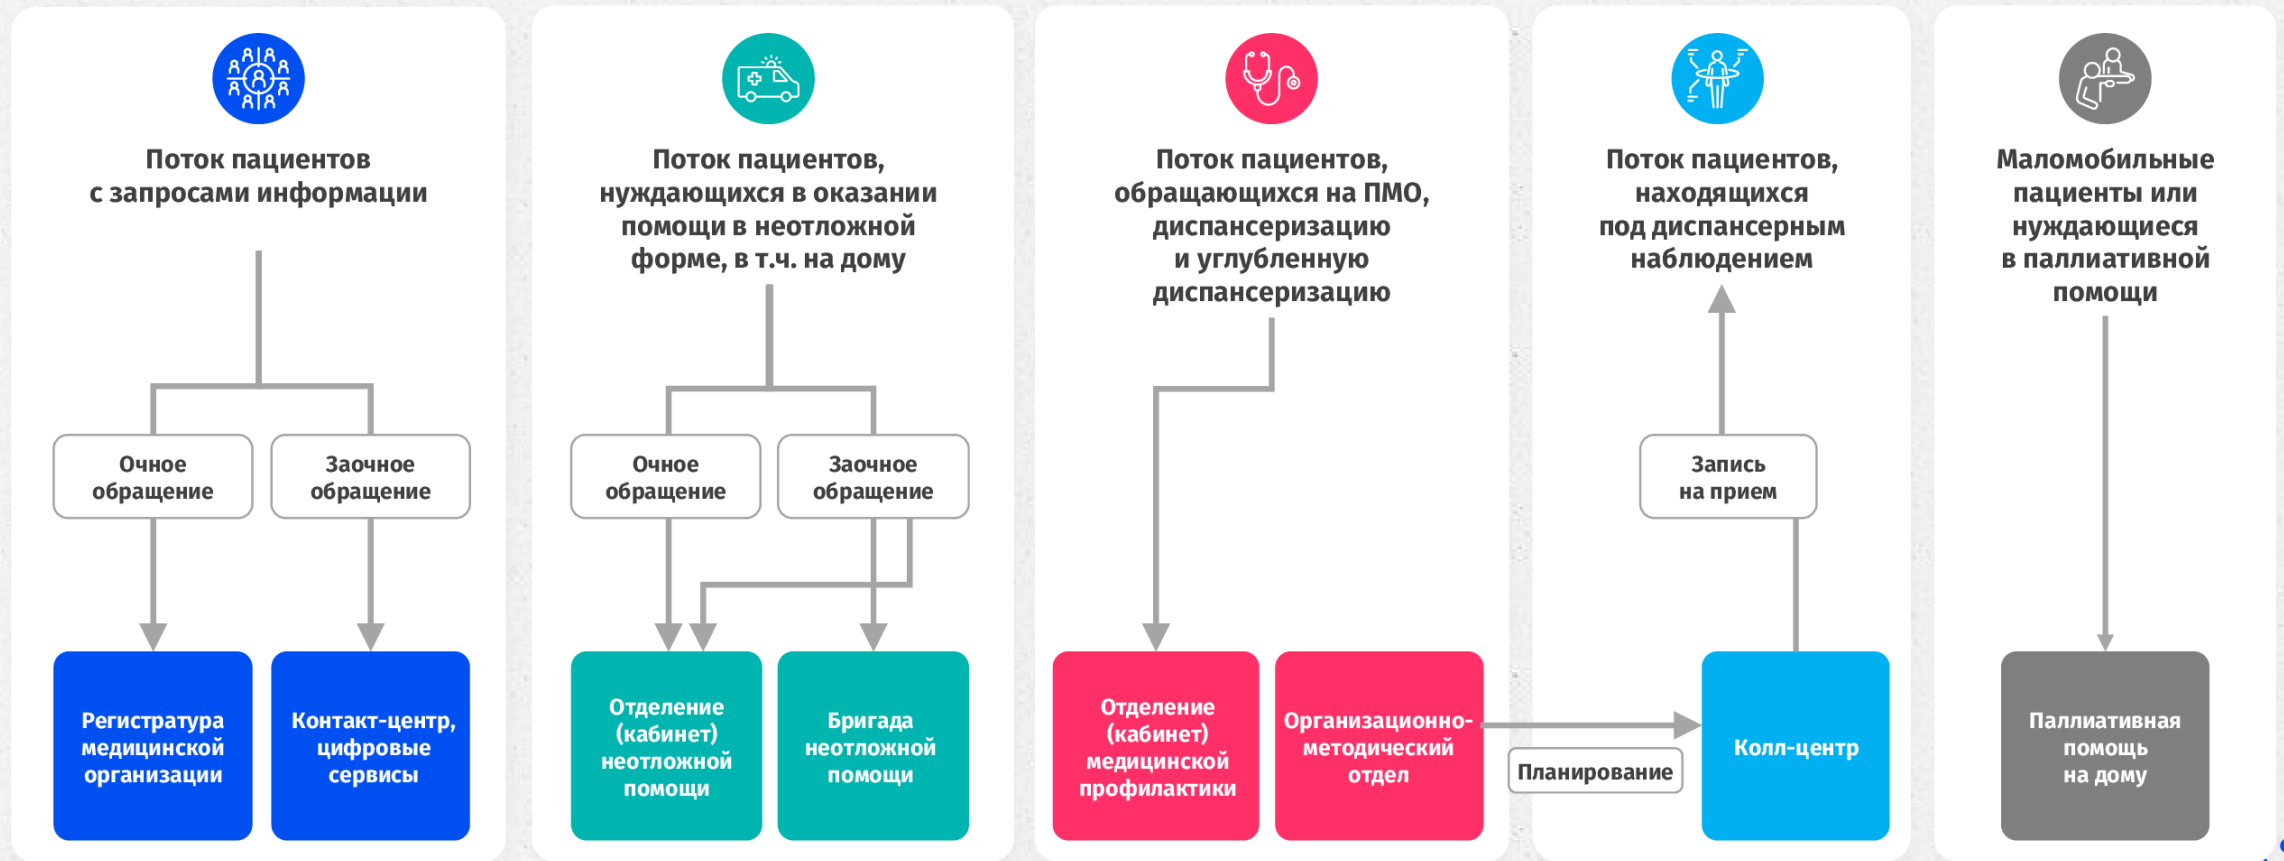 Поток пациентов
с запросами информации
Очное
обращение
Заочное
обращение
Регистратура
медицинской
организации
Контакт-центр,
цифровые
сервисы
Поток пациентов,
нуждающихся в оказании
помощи в неотложной
форме, в т.ч. на дому
Очное
обращение
Заочное
обращение
Отделение
(кабинет)
неотложной
помощи
Бригада
неотложной
помощи
Поток пациентов,
обращающихся на ПМО,
диспансеризацию
и углубленную
диспансеризацию
Отделение
(кабинет)
медицинской
профилактики
Организационно-
методический
отдел
Планирование
Поток пациентов,
находящихся
под диспансерным
наблюдением
Запись
на прием
Колл-центр
Маломобильные
пациенты или
нуждающиеся
в паллиативной
помощи
Паллиативная
помощь
на дому